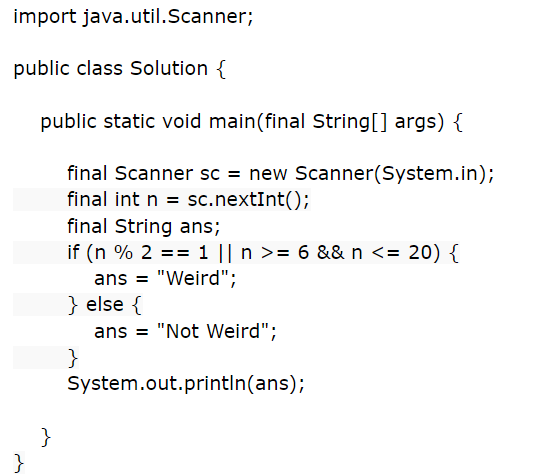 import java.util.Scanner;
public class Solution {
public static void main(final String[] args) {
final Scanner sc = new Scanner(System.in);
final int n = sc.nextInt();
final String ans;
if (n % 2 == 1 || n >= 6 && n <= 20) {
ans = "Weird";
} else {
ans = "Not Weird";
}
System.out.println(ans);
}
}